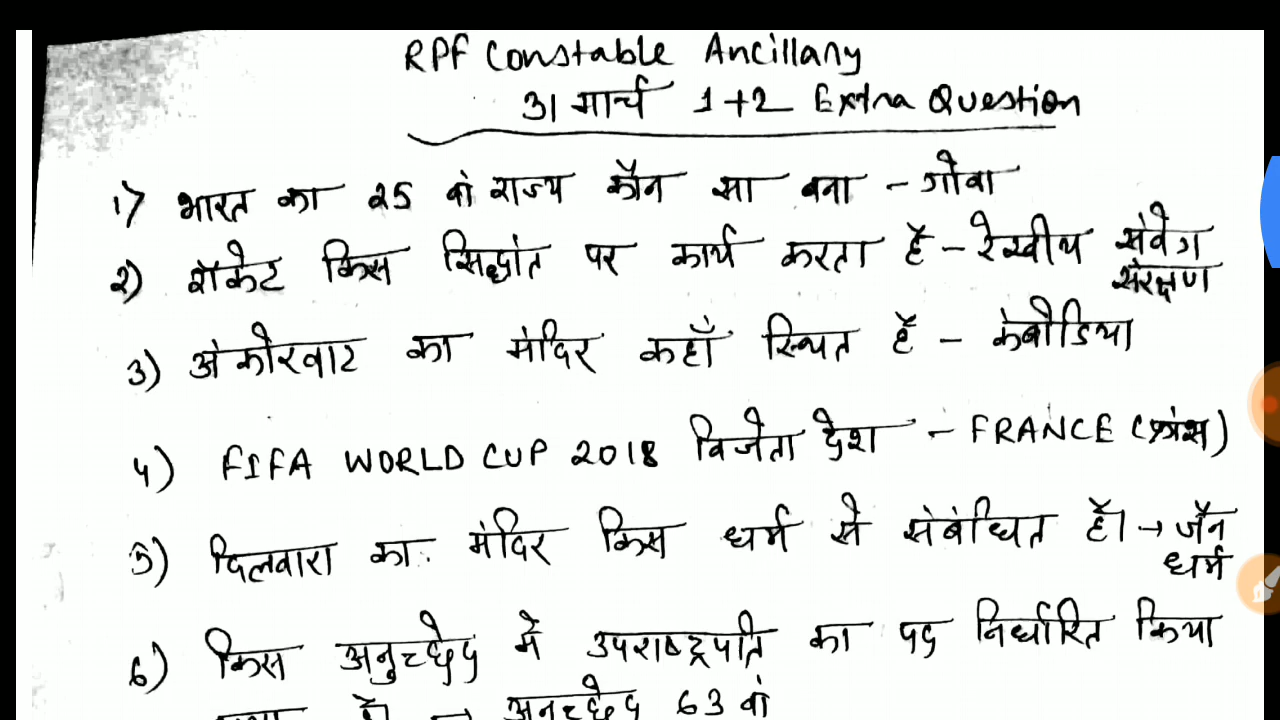 RPF Constable Ancillany
31 मार्च 1+2 Extra Question
1) भारत का 25 वां राज्य कौन सा बना - गोवा
2) रॉकेट किस सिद्धांत पर कार्य करता है - रेखीय संवेग
संरक्षण
3) अंकोरवाट का मंदिर कहाँ स्थित है - कंबोडिया
4) FIFA WORLD CUP 2018 विजेता देश - FRANCE (फ्रांस)
5) दिलवारा का मंदिर किस धर्म से संबंधित है। → जैन
धर्म
6) किस अनुच्छेद में उपराष्ट्रपति का पद निर्धारित किया
है → अनुच्छेद 63 वां